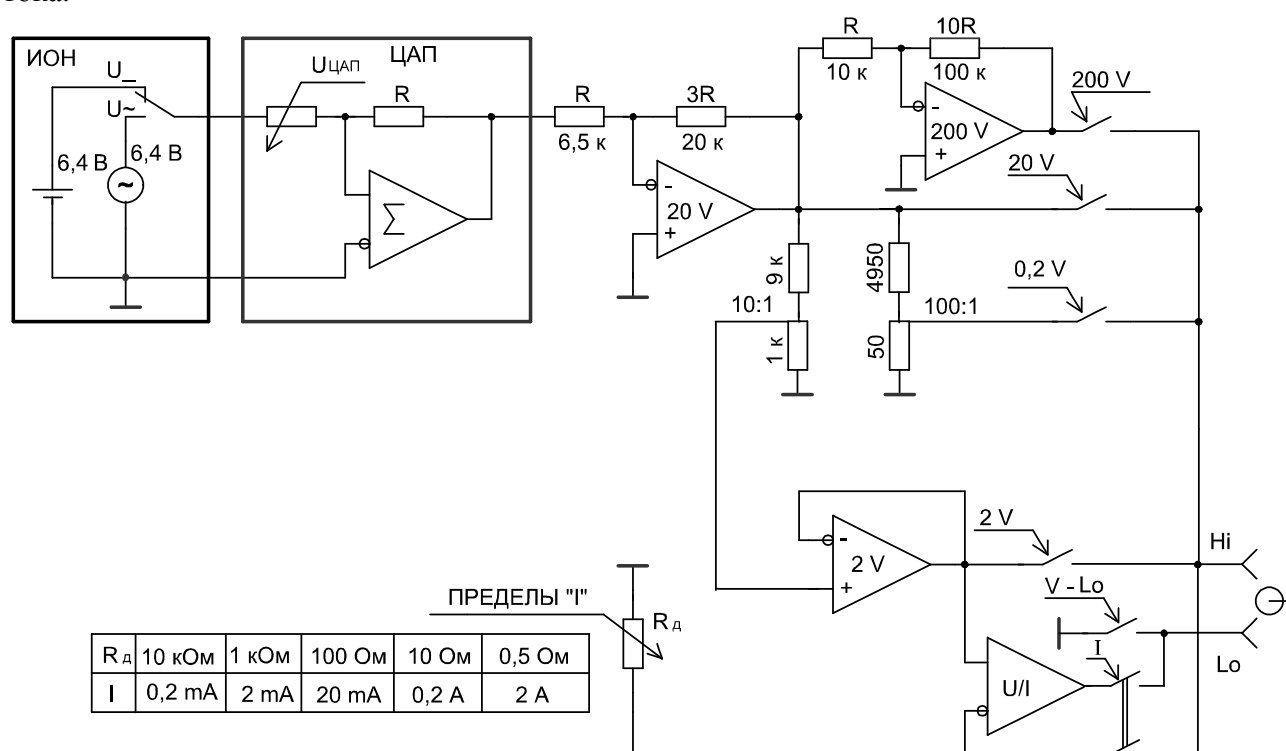 ИОН
U_
U~
6,4 В
6,4 В
~
ЦАП
UЦАП
R
Σ
R
6,5 к
3R
20 к
-
20 V
+
R
10 к
10R
100 к
-
200 V
+
200 V
20 V
0,2 V
9 к
10:1
1 к
4950
100:1
50
-
2 V
+
2 V
Hi
V - Lo
I
Lo
U/I
ПРЕДЕЛЫ "I"
Rд
Rд 10 кОм 1 кОм 100 Ом 10 Ом 0,5 Ом
I 0,2 mA 2 mA 20 mA 0,2 A 2 A